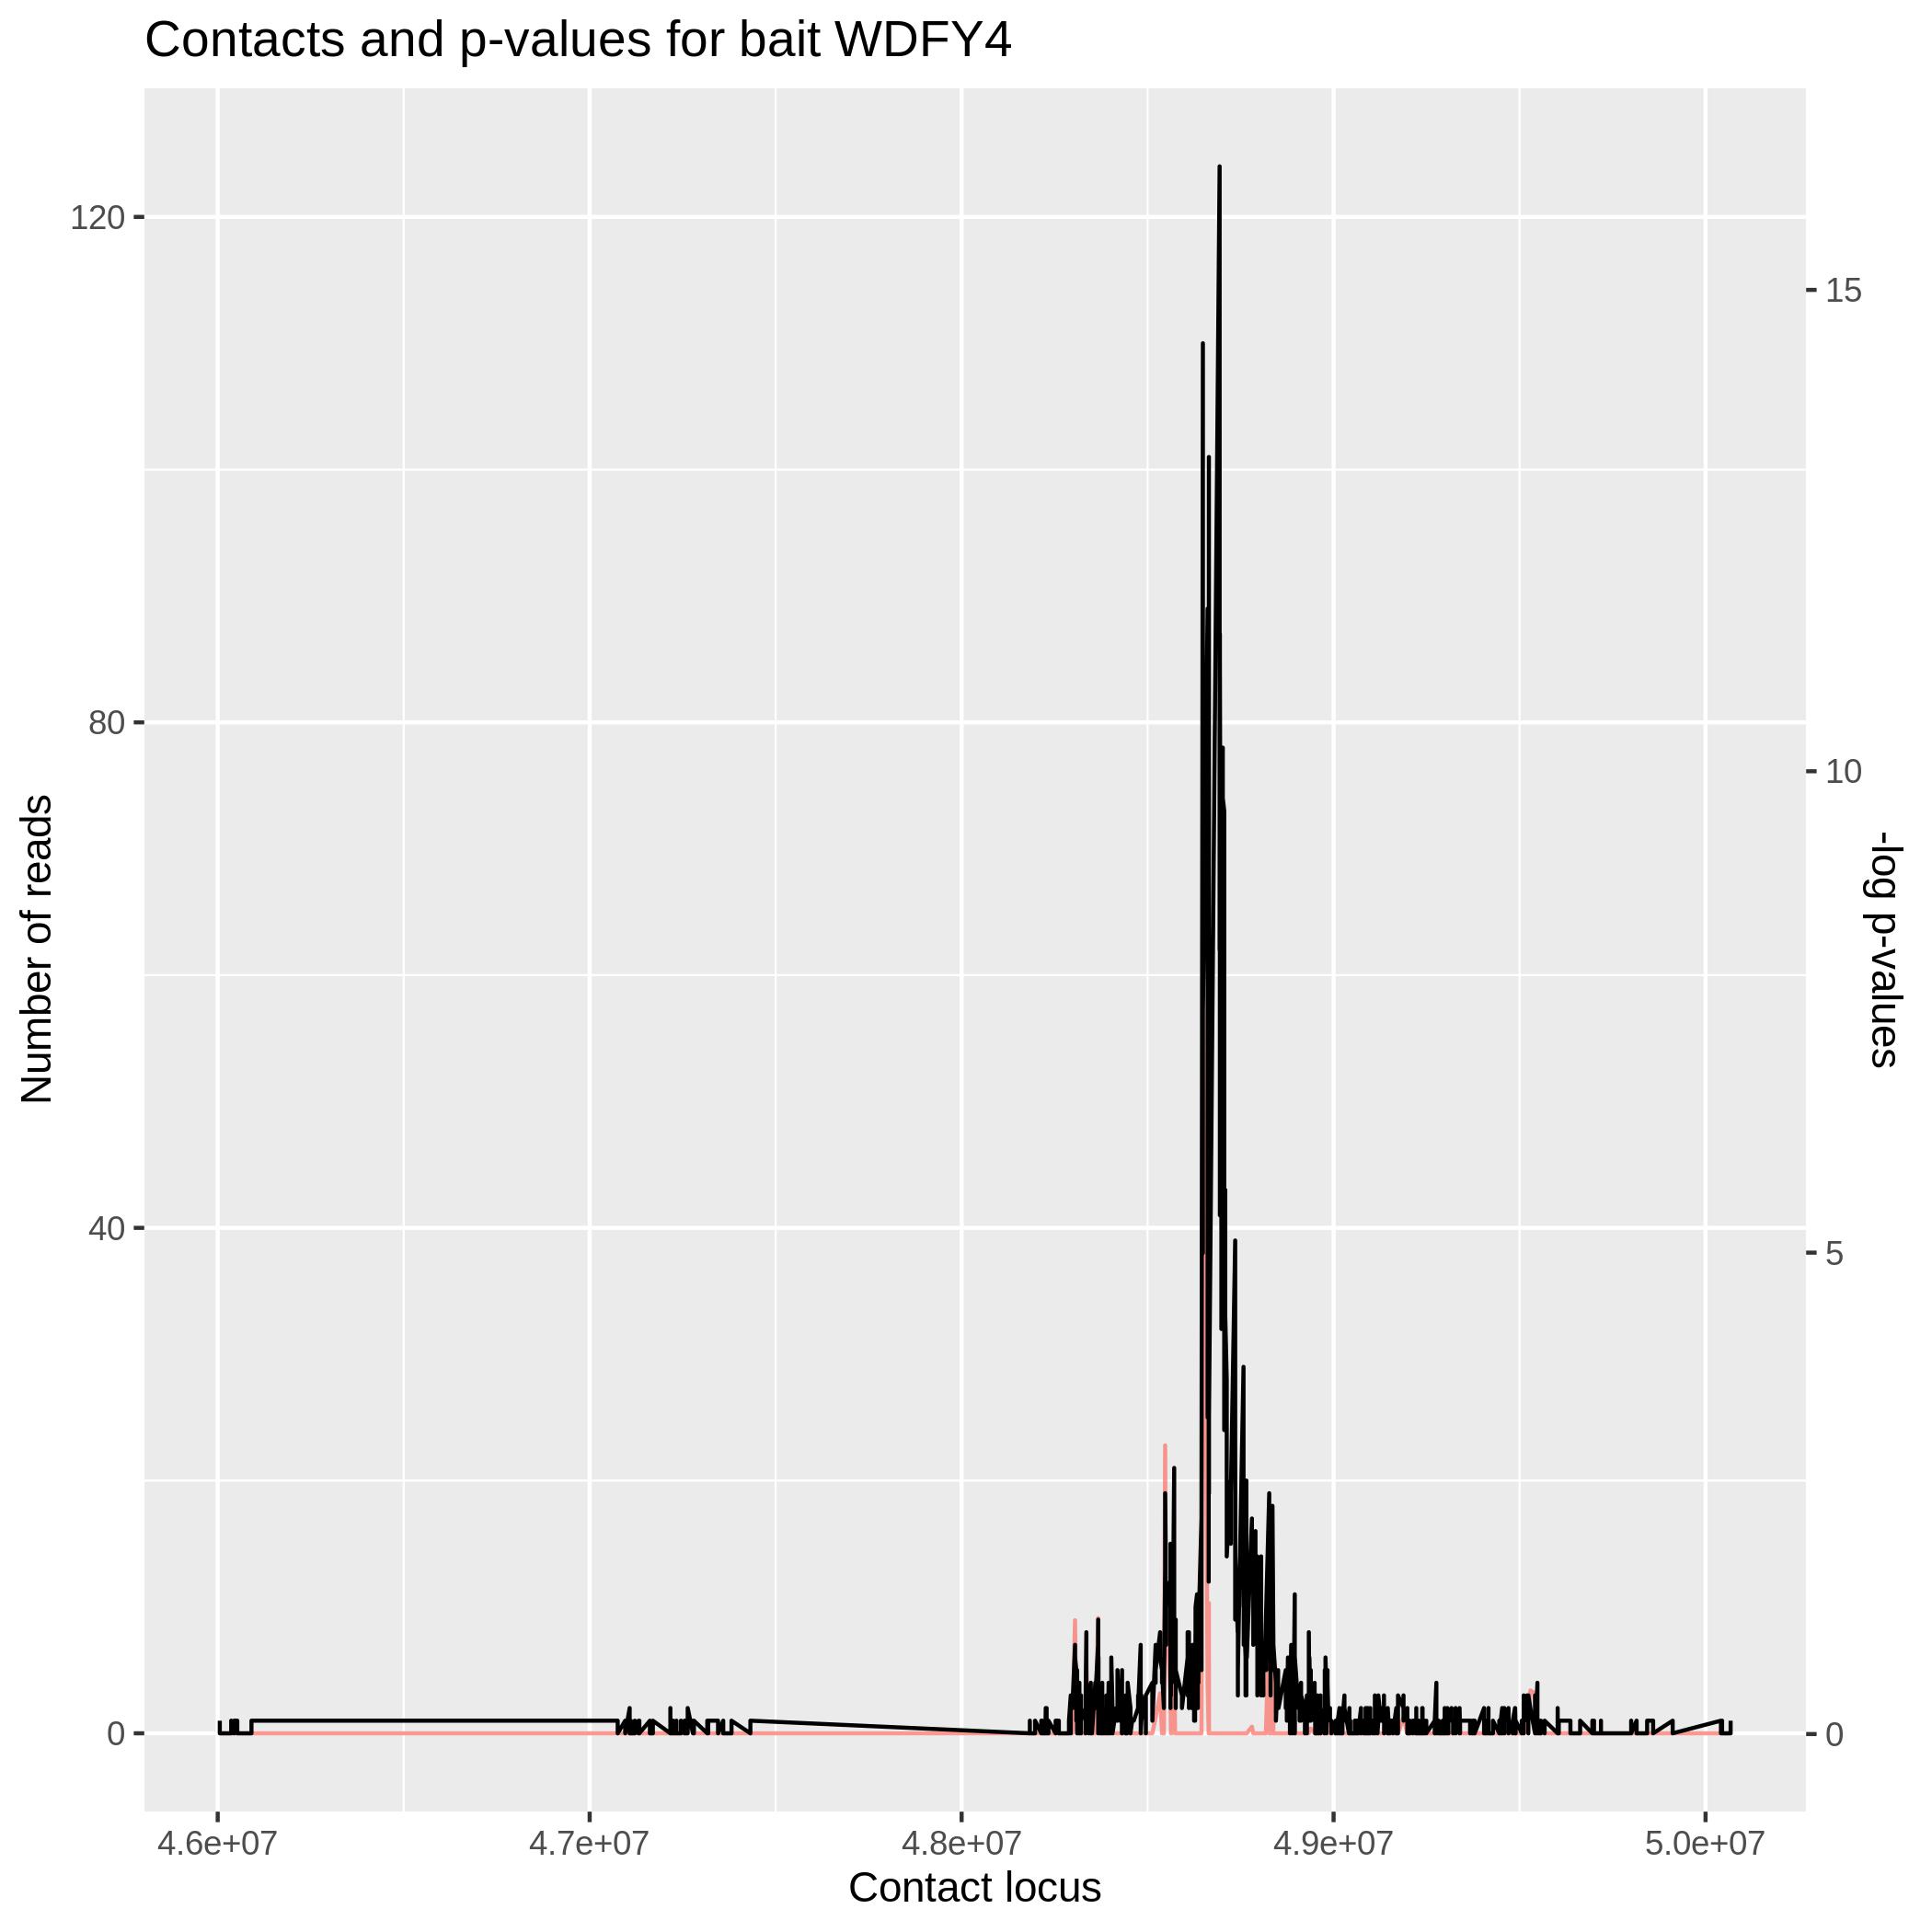 Contacts and p-values for bait WDFY4
120
80
40
0
Number of reads
15
10
5
0
-log p-values
4.6e+07
4.7e+07
4.8e+07
4.9e+07
5.0e+07
Contact locus